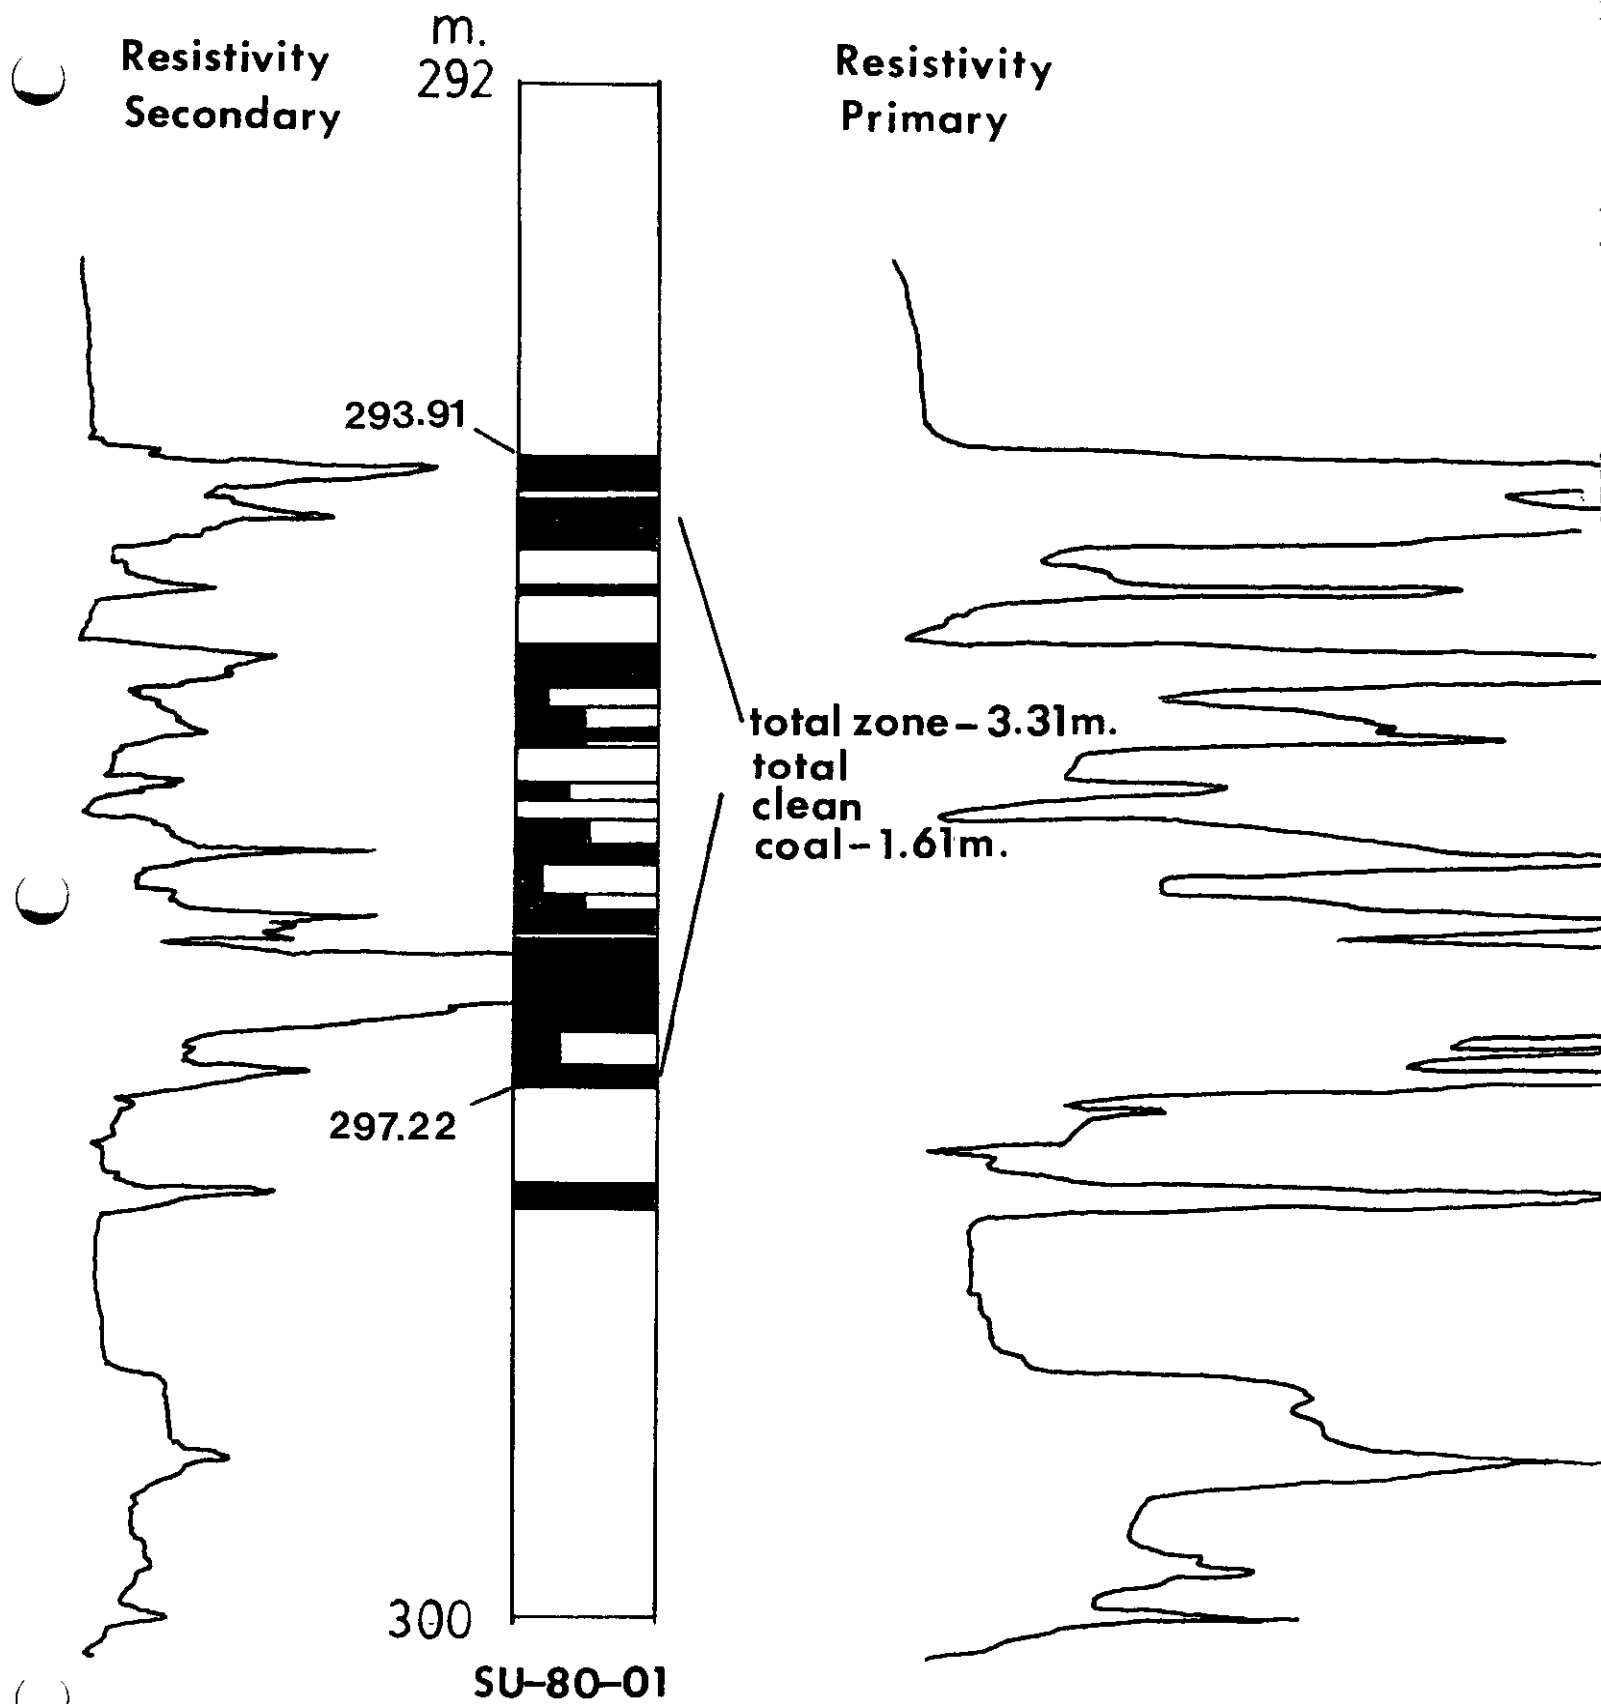 Resistivity
Secondary
m.
292
Resistivity
Primary
293.91
total zone – 3.31m.
total
clean
coal – 1.61m.
297.22
300
SU–80–01